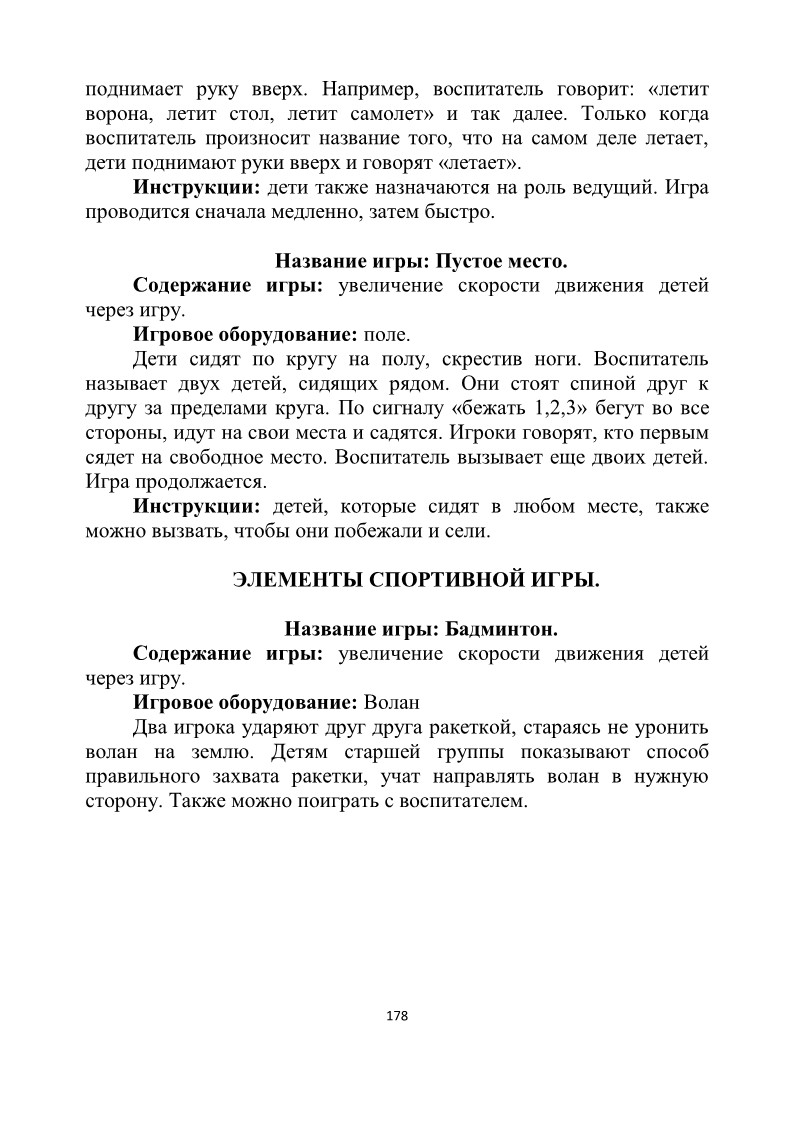 поднимает руку вверх. Например, воспитатель говорит: «летит
ворона, летит стол, летит самолет» и так далее. Только когда
воспитатель произносит название того, что на самом деле летает,
дети поднимают руки вверх и говорят «летает».
Инструкции: дети также назначаются на роль ведущий. Игра
проводится сначала медленно, затем быстро.
Название игры: Пустое место.
Содержание игры: увеличение скорости движения детей
через игру.
Игровое оборудование: поле.
Дети сидят по кругу на полу, скрестив ноги. Воспитатель
называет двух детей, сидящих рядом. Они стоят спиной друг к
другу за пределами круга. По сигналу «бежать 1,2,3» бегут во все
стороны, идут на свои места и садятся. Игроки говорят, кто первым
сядет на свободное место. Воспитатель вызывает еще двоих детей.
Игра продолжается.
Инструкции: детей, которые сидят в любом месте, также
можно вызвать, чтобы они побежали и сели.
ЭЛЕМЕНТЫ СПОРТИВНОЙ ИГРЫ.
Название игры: Бадминтон.
Содержание игры: увеличение скорости движения детей
через игру.
Игровое оборудование: Волан
Два игрока ударяют друг друга ракеткой, стараясь не уронить
волан на землю. Детям старшей группы показывают способ
правильного захвата ракетки, учат направлять волан в нужную
сторону. Также можно поиграть с воспитателем.
178